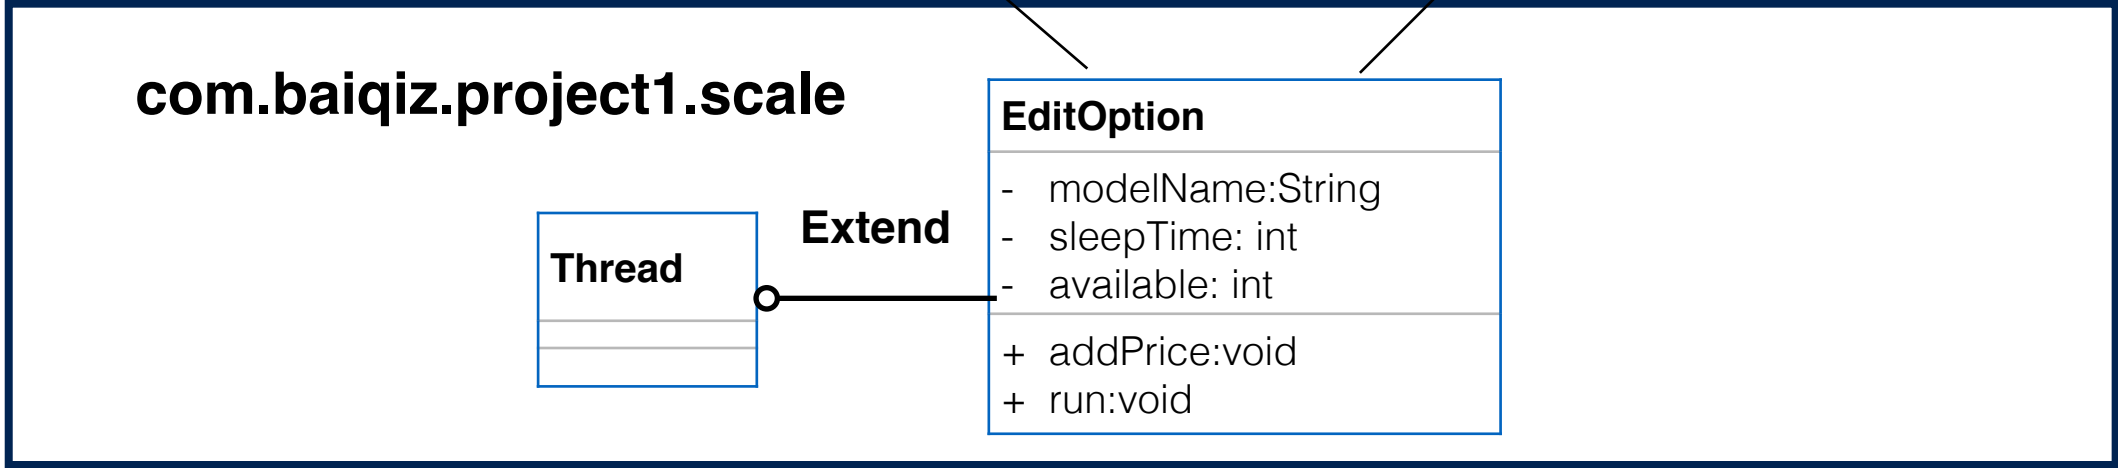 com.baiqiz.project1.scale
EditOption
- modelName:String
- sleepTime: int
- available: int
+ addPrice:void
+ run:void
Extend
Thread